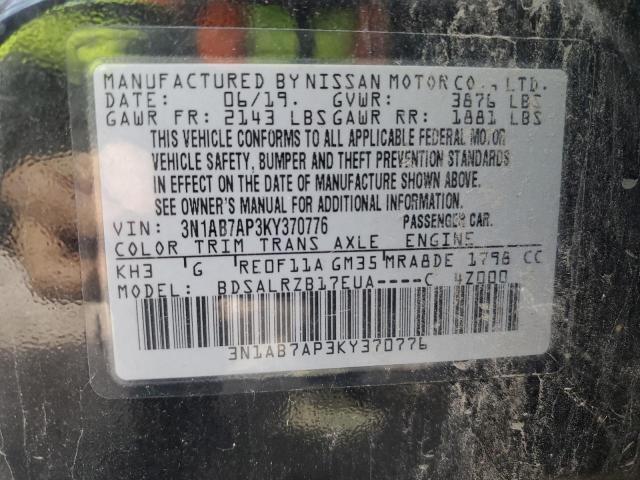 MANUFACTURED BY NISSAN MOTOR CO., LTD.
DATE: 06/19. GVWR: 3876 LBS
GAWR FR: 2143 LBS GAWR RR: 1881 LBS
THIS VEHICLE CONFORMS TO ALL APPLICABLE FEDERAL MO.OR
VEHICLE SAFETY, BUMPER AND THEFT PREVENTION STANDARDS
IN EFFECT ON THE DATE OF MANUFACTURE SHOWN ABOVE.
SEE OWNER'S MANUAL FOR ADDITIONAL INFORMATION.
VIN: 3N1AB7AP3KY370776 PASSENGER CAR.
COLOR TRIM TRANS AXLE ENGINE
KH3 G RE0F11A GM35 MRA8DE 1798 CC
MODEL: BDSALRZB17EUA----C 4Z000
3N1AB7AP3KY370776